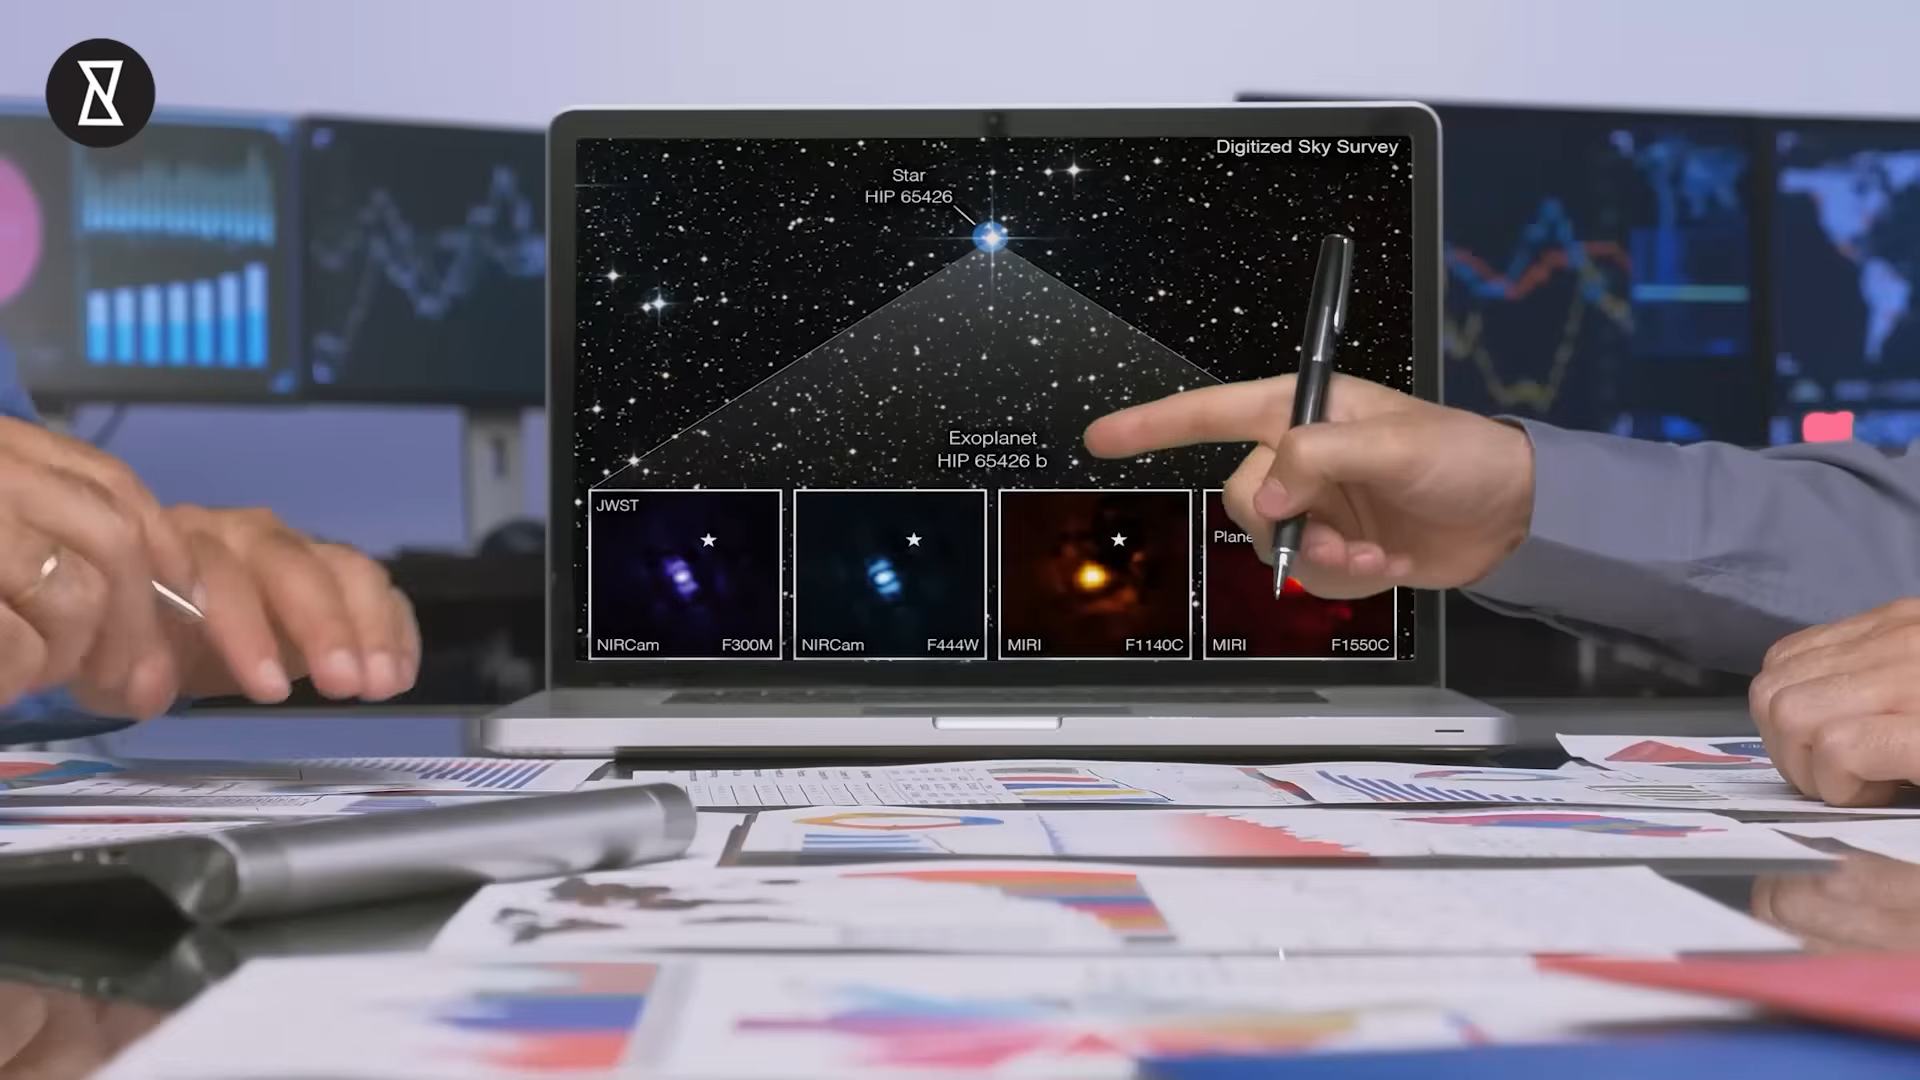 Digitized Sky Survey
Star
HIP 65426
Exoplanet
HIP 65426 b
JWST
NIRCam F300M
NIRCam F444W
MIRI F1140C
Plane
MIRI F1550C